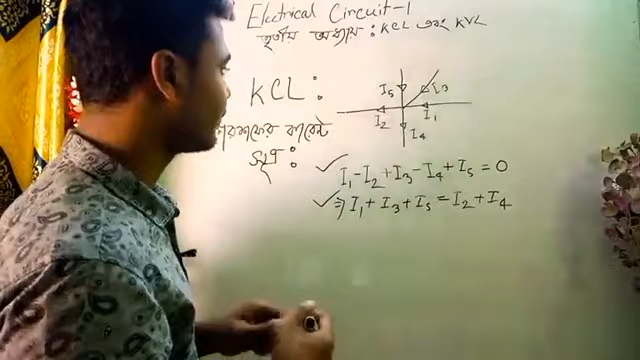 Electrical Circuit-1
তৃতীয় অধ্যায় : KCL এবং KVL
KCL :
I5 I3
I2 I1
I4
কারেন্ট
সূত্র :
✓ I1-I2+I3-I4+I5=0
✓ ⇒ I1+I3+I5=I2+I4